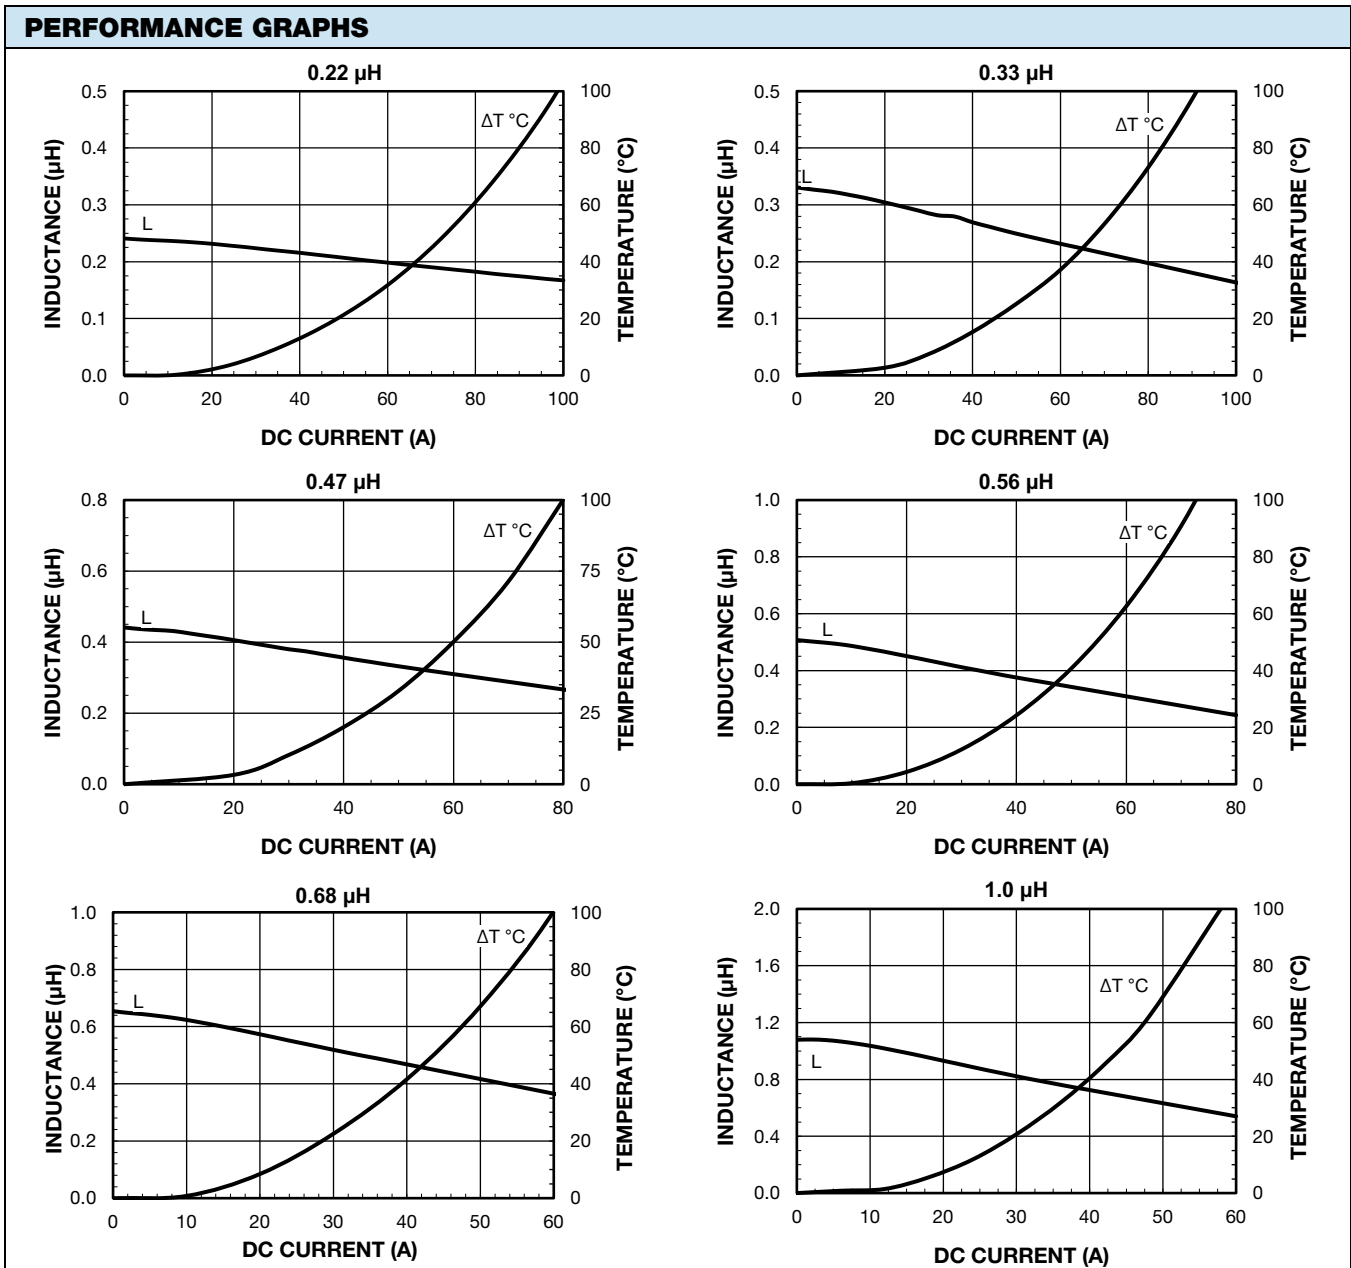 PERFORMANCE GRAPHS
0.22 µH
0.5
0.4
0.3
0.2
0.1
0.0
INDUCTANCE (µH)
L
ΔT °C
100
80
60
40
20
0
TEMPERATURE (°C)
0 20 40 60 80 100
DC CURRENT (A)
0.33 µH
0.5
0.4
0.3
0.2
0.1
0.0
INDUCTANCE (µH)
L
ΔT °C
100
80
60
40
20
0
TEMPERATURE (°C)
0 20 40 60 80 100
DC CURRENT (A)
0.47 µH
0.8
0.6
0.4
0.2
0.0
INDUCTANCE (µH)
L
ΔT °C
100
75
50
25
0
TEMPERATURE (°C)
0 20 40 60 80
DC CURRENT (A)
0.56 µH
1.0
0.8
0.6
0.4
0.2
0.0
INDUCTANCE (µH)
L
ΔT °C
100
80
60
40
20
0
TEMPERATURE (°C)
0 20 40 60 80
DC CURRENT (A)
0.68 µH
1.0
0.8
0.6
0.4
0.2
0.0
INDUCTANCE (µH)
L
ΔT °C
100
80
60
40
20
0
TEMPERATURE (°C)
0 10 20 30 40 50 60
DC CURRENT (A)
1.0 µH
2.0
1.6
1.2
0.8
0.4
0.0
INDUCTANCE (µH)
L
ΔT °C
100
80
60
40
20
0
TEMPERATURE (°C)
0 10 20 30 40 50 60
DC CURRENT (A)